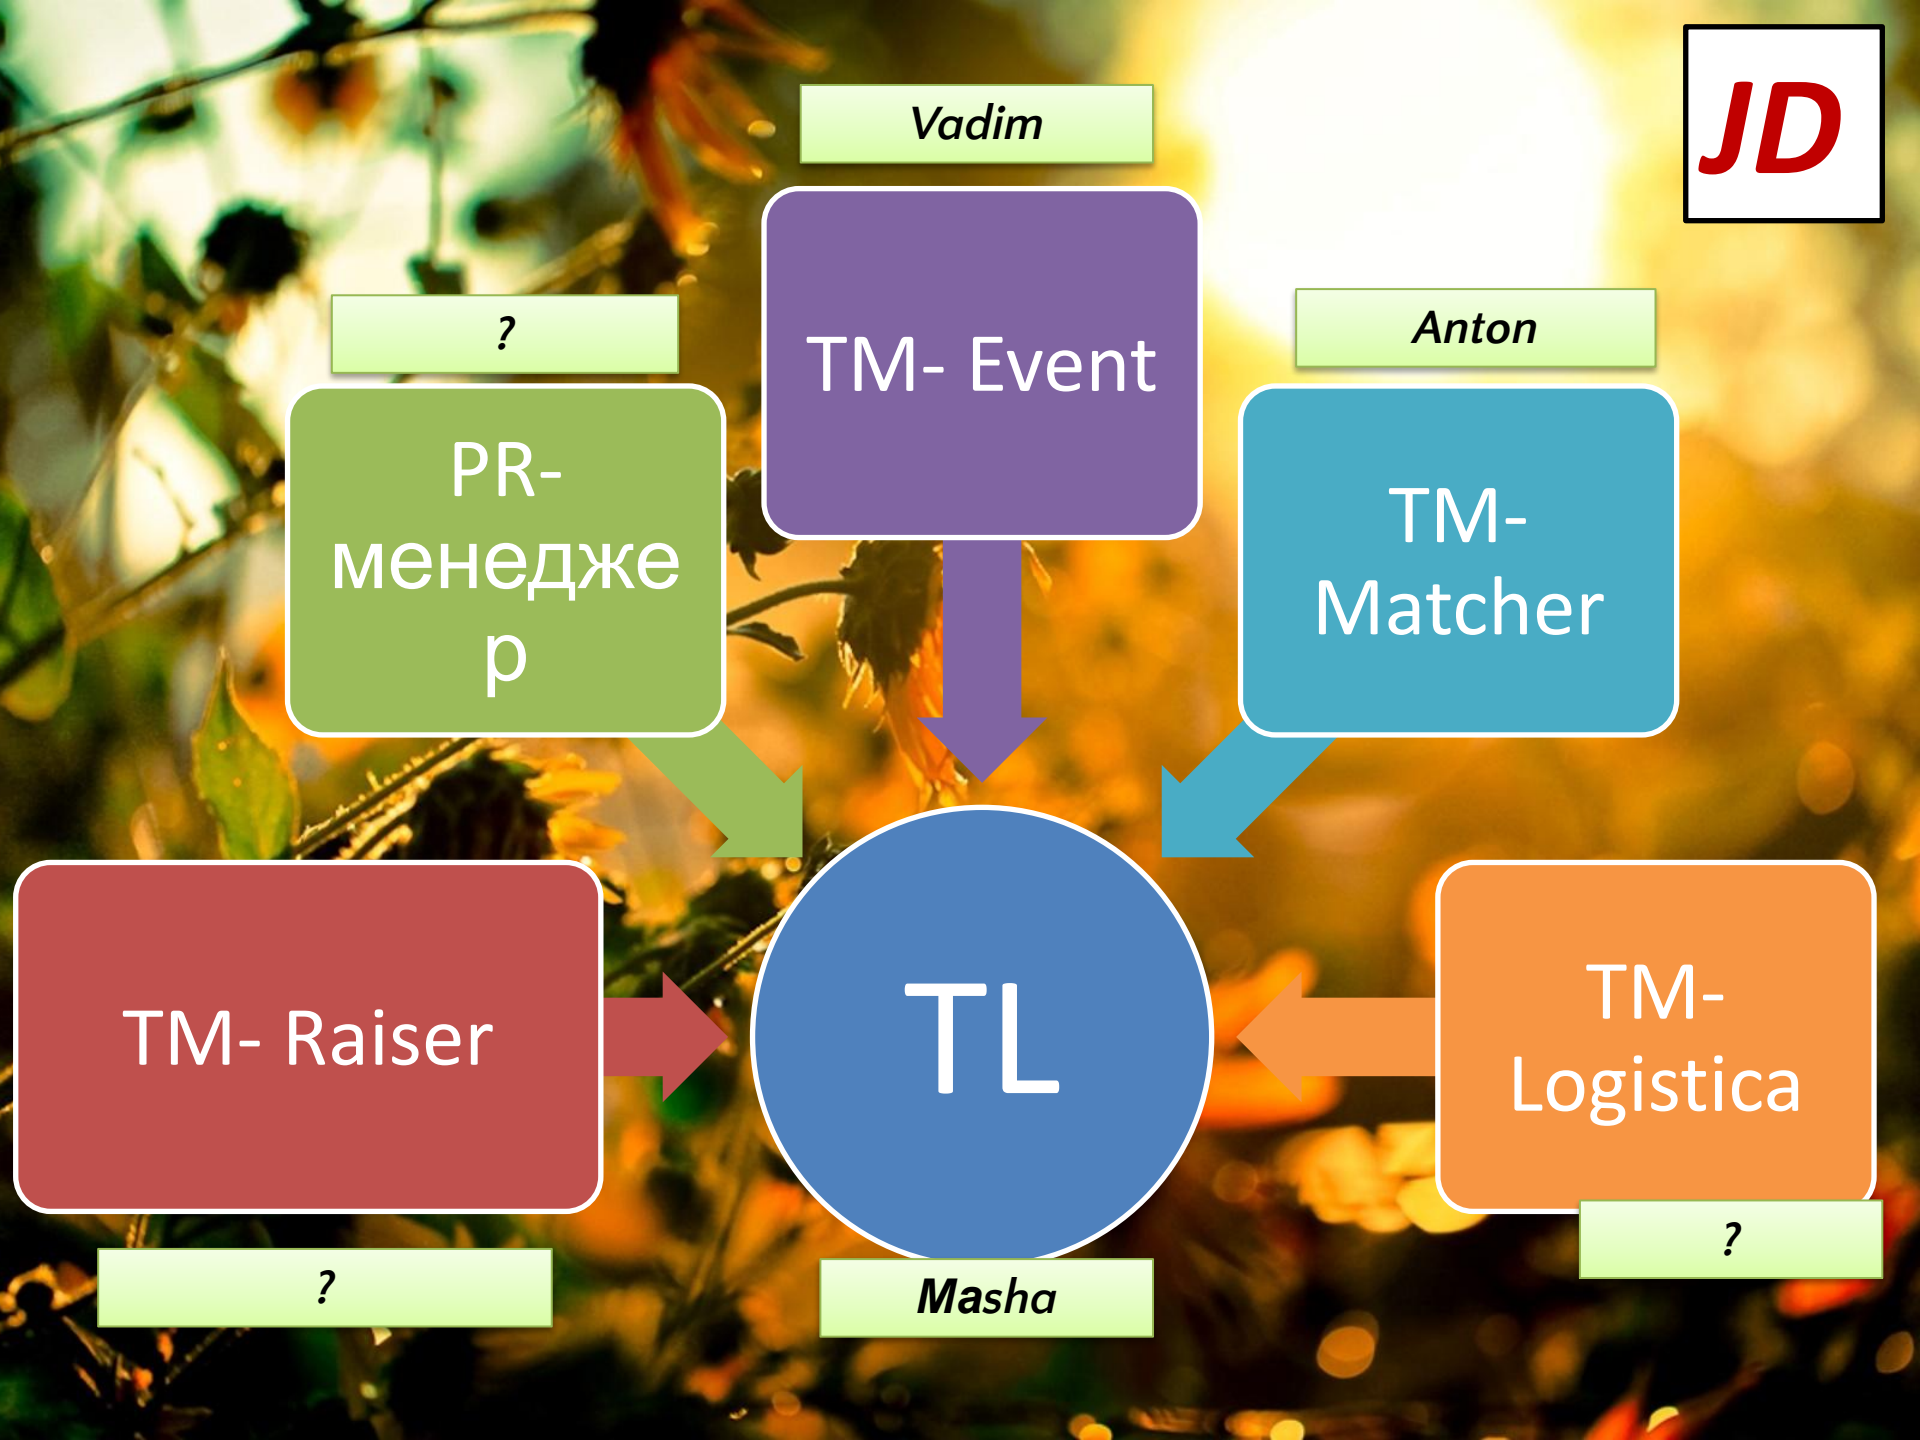 JD
Vadim
TM- Event
?
PR-
менедже
р
Anton
TM-
Matcher
TM- Raiser
?
TL
Masha
TM-
Logistica
?